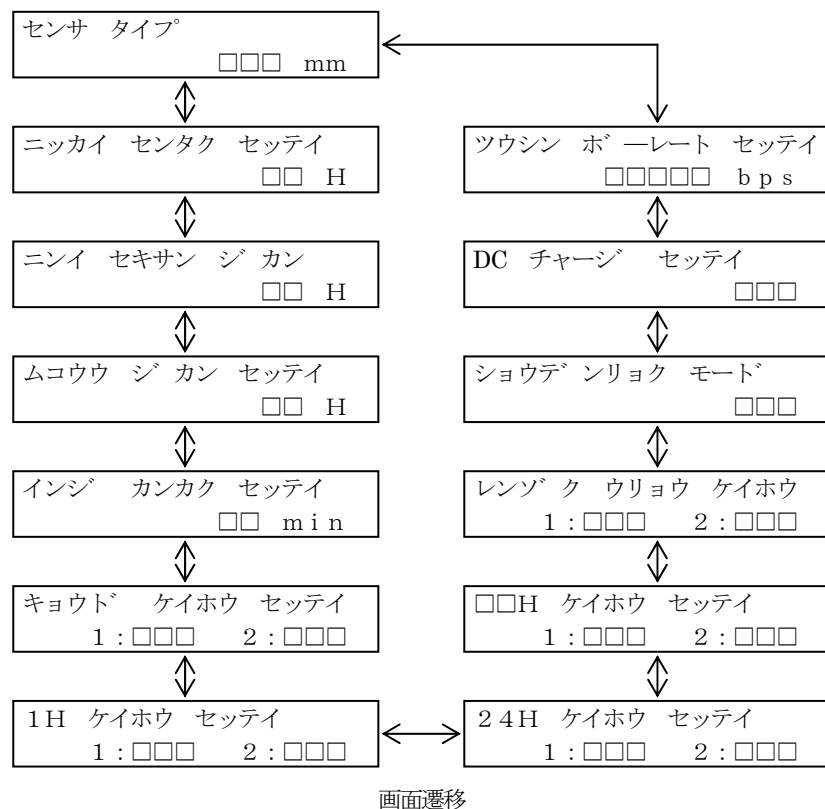 センサ タイプ
□□□ mm
ニッカイ センタク セッテイ
□□ H
ニンイ セキサン ジカン
□□ H
ムコウウ ジカン セッテイ
□□ H
インジ カンカク セッテイ
□□ min
キョウド ケイホウ セッテイ
1:□□□ 2:□□□
1H ケイホウ セッテイ
1:□□□ 2:□□□
ツウシン ボーレート セッテイ
□□□□□ bps
DC チャージ セッテイ
□□□
ショウデンリョク モード
□□□
レンゾク ウリョウ ケイホウ
1:□□□ 2:□□□
□□H ケイホウ セッテイ
1:□□□ 2:□□□
24H ケイホウ セッテイ
1:□□□ 2:□□□
画面遷移